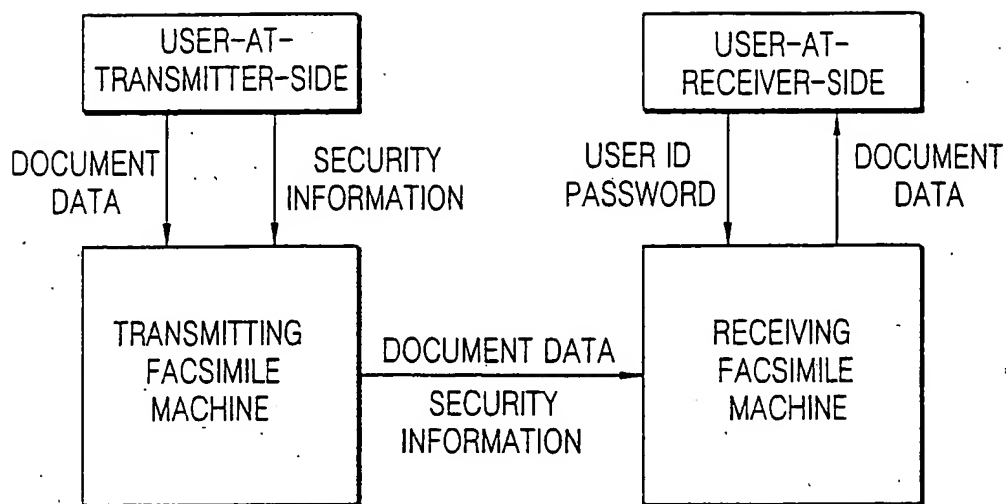 USER-AT-
TRANSMITTER-SIDE
USER-AT-
RECEIVER-SIDE
DOCUMENT
DATA
SECURITY
INFORMATION
USER ID
PASSWORD
DOCUMENT
DATA
TRANSMITTING
FACSIMILE
MACHINE
DOCUMENT DATA
SECURITY
INFORMATION
RECEIVING
FACSIMILE
MACHINE